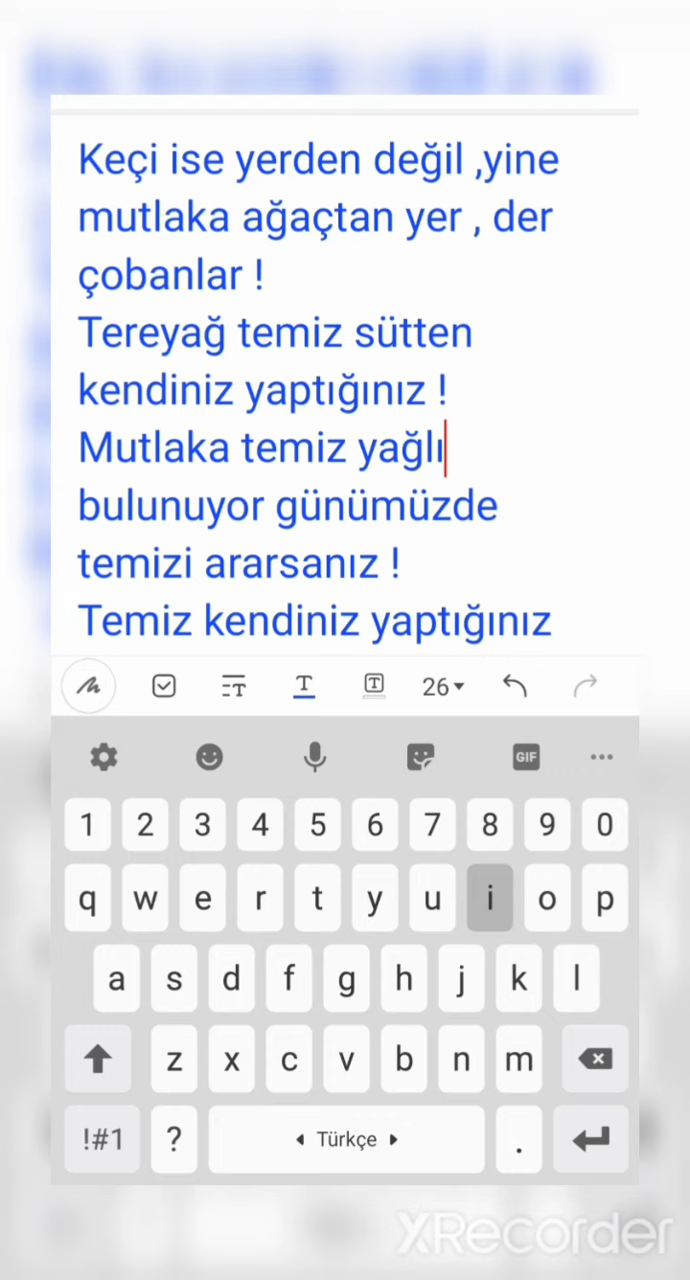 Keçi ise yerden değil ,yine
mutlaka ağaçtan yer , der
çobanlar !
Tereyağ temiz sütten
kendiniz yaptığınız !
Mutlaka temiz yağlı
bulunuyor günümüzde
temizi ararsanız !
Temiz kendiniz yaptığınız
26
GIF
1 2 3 4 5 6 7 8 9 0
q w e r t y u i o p
a s d f g h j k l
z x c v b n m
!#1 ? Türkçe .
XRecorder